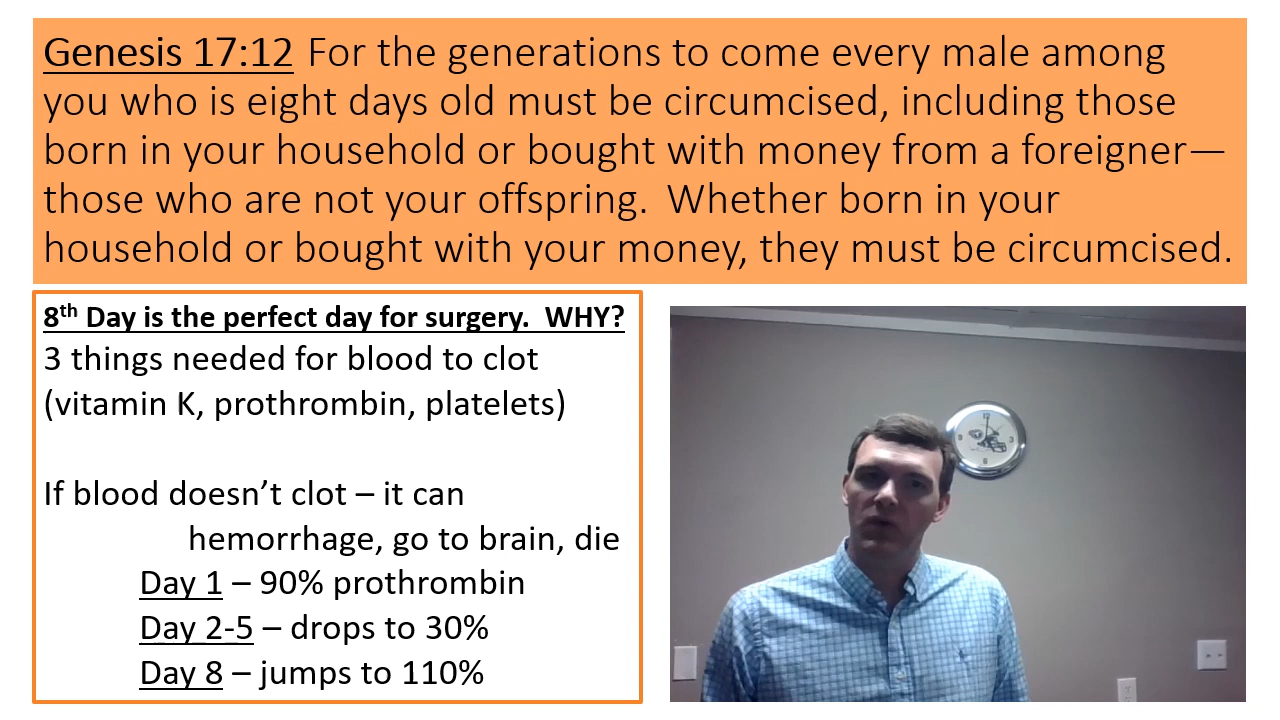 Genesis 17:12 For the generations to come every male among
you who is eight days old must be circumcised, including those
born in your household or bought with money from a foreigner—
those who are not your offspring.  Whether born in your
household or bought with your money, they must be circumcised.
8th Day is the perfect day for surgery.  WHY?
3 things needed for blood to clot
(vitamin K, prothrombin, platelets)
If blood doesn’t clot – it can
hemorrhage, go to brain, die
Day 1 – 90% prothrombin
Day 2-5 – drops to 30%
Day 8 – jumps to 110%